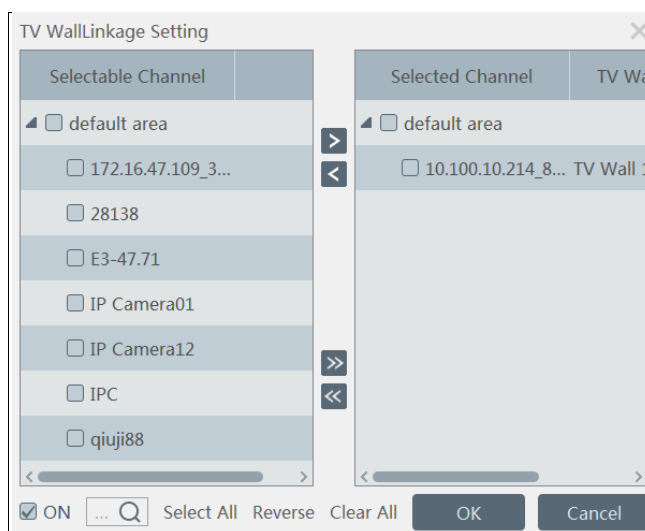 TV WallLinkage Setting
Selectable Channel
default area
172.16.47.109_3...
28138
E3-47.71
IP Camera01
IP Camera12
IPC
qiuji88
Selected Channel TV Wa
default area
10.100.10.214_8... TV Wall 1
ON ... Select All Reverse Clear All OK Cancel